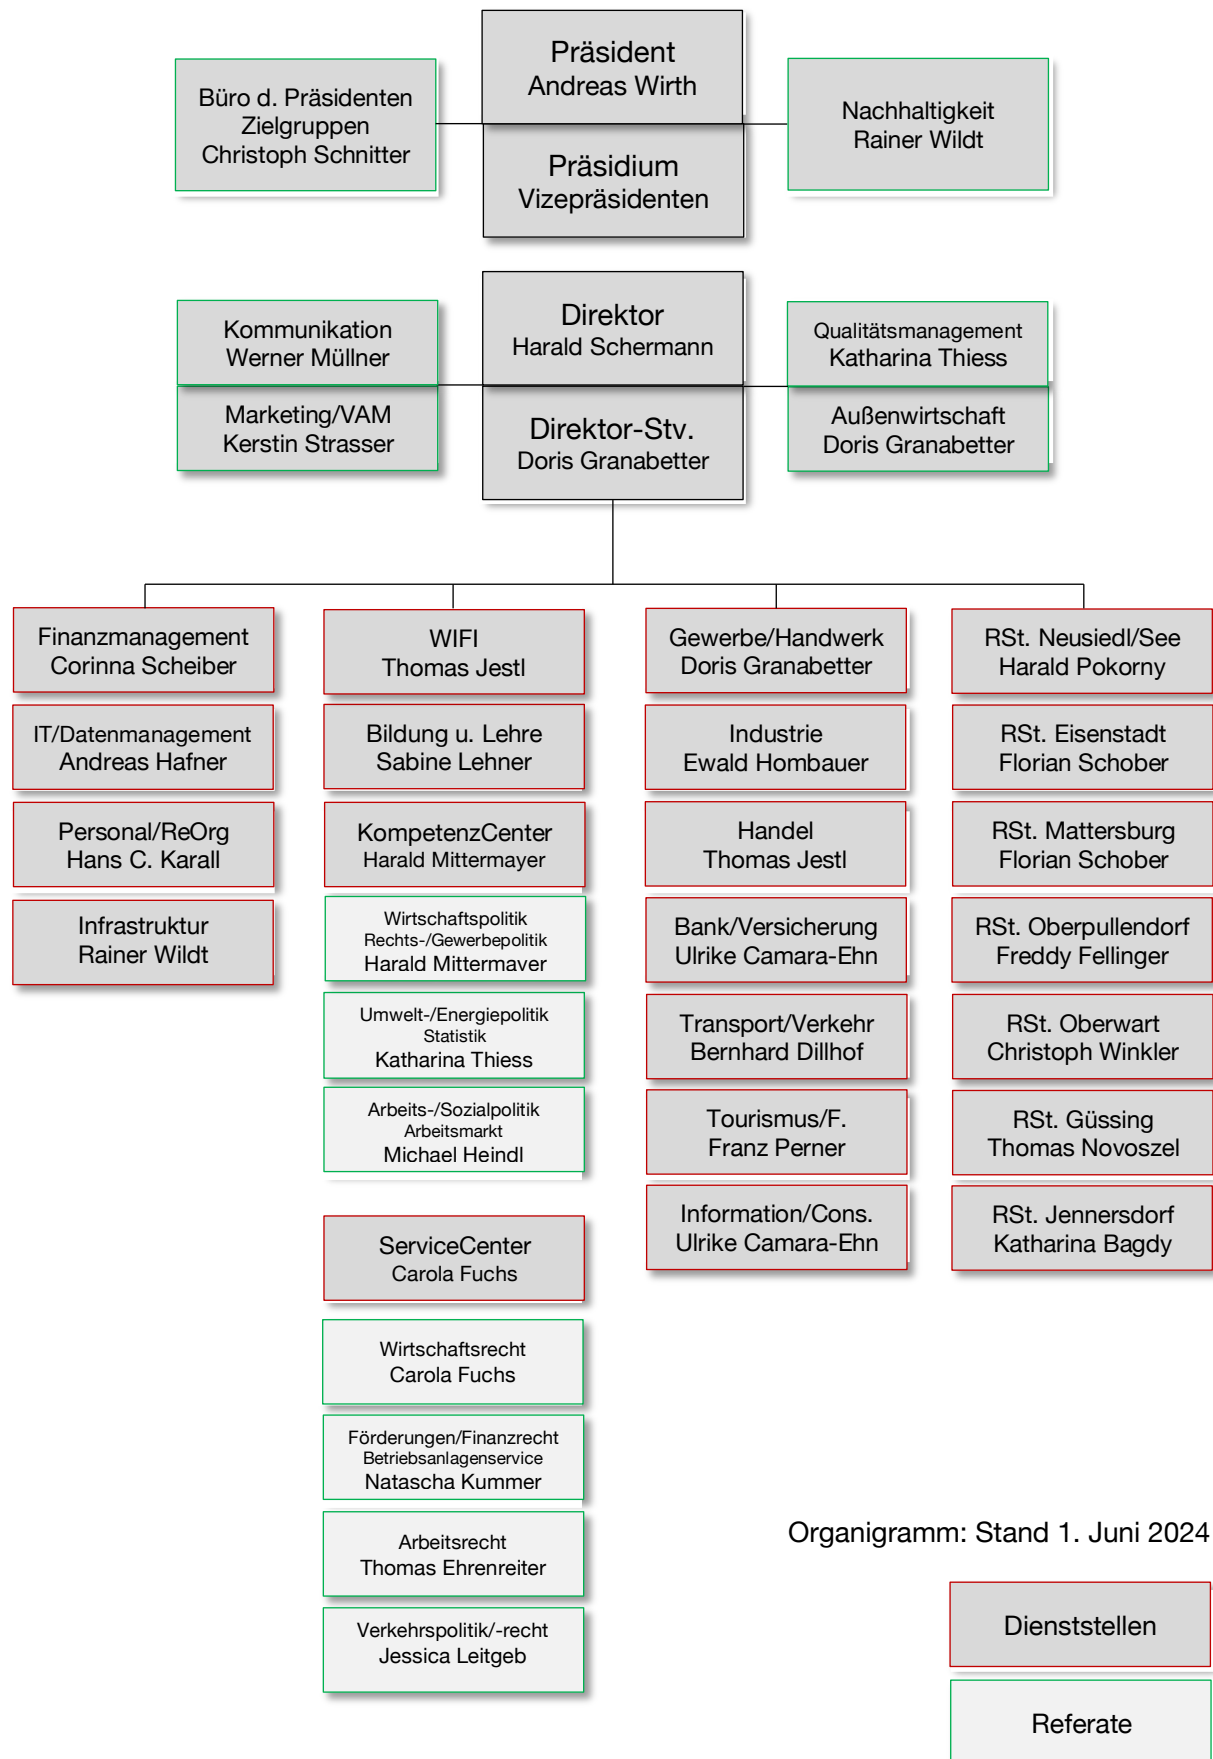 Präsident
Andreas Wirth
Büro d. Präsidenten
Zielgruppen
Christoph Schnitter
Nachhaltigkeit
Rainer Wildt
Präsidium
Vizepräsidenten
Direktor
Harald Schermann
Kommunikation
Werner Müllner
Qualitätsmanagement
Katharina Thiess
Marketing/VAM
Kerstin Strasser
Direktor-Stv.
Doris Granabetter
Außenwirtschaft
Doris Granabetter
Finanzmanagement
Corinna Scheiber
IT/Datenmanagement
Andreas Hafner
Personal/ReOrg
Hans C. Karall
Infrastruktur
Rainer Wildt
WIFI
Thomas Jestl
Bildung u. Lehre
Sabine Lehner
KompetenzCenter
Harald Mittermayer
Wirtschaftspolitik
Rechts-/Gewerbepolitik
Harald Mittermaver
Umwelt-/Energiepolitik
Statistik
Katharina Thiess
Arbeits-/Sozialpolitik
Arbeitsmarkt
Michael Heindl
ServiceCenter
Carola Fuchs
Wirtschaftsrecht
Carola Fuchs
Förderungen/Finanzrecht
Betriebsanlagenservice
Natascha Kummer
Arbeitsrecht
Thomas Ehrenreiter
Verkehrspolitik/-recht
Jessica Leitgeb
Gewerbe/Handwerk
Doris Granabetter
Industrie
Ewald Hombauer
Handel
Thomas Jestl
Bank/Versicherung
Ulrike Camara-Ehn
Transport/Verkehr
Bernhard Dillhof
Tourismus/F.
Franz Perner
Information/Cons.
Ulrike Camara-Ehn
RSt. Neusiedl/See
Harald Pokorny
RSt. Eisenstadt
Florian Schober
RSt. Mattersburg
Florian Schober
RSt. Oberpullendorf
Freddy Fellinger
RSt. Oberwart
Christoph Winkler
RSt. Güssing
Thomas Novoszel
RSt. Jennersdorf
Katharina Bagdy
Organigramm: Stand 1. Juni 2024
Dienststellen
Referate